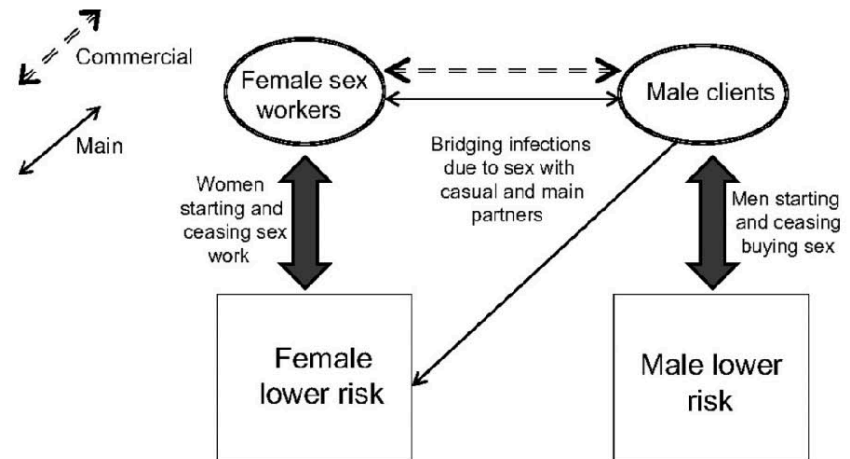 Commercial
Main
Female sex
workers
Male clients
Bridging infections
due to sex with
casual and main
partners
Women
starting and
ceasing sex
work
Men starting
and ceasing
buying sex
Female
lower risk
Male lower
risk